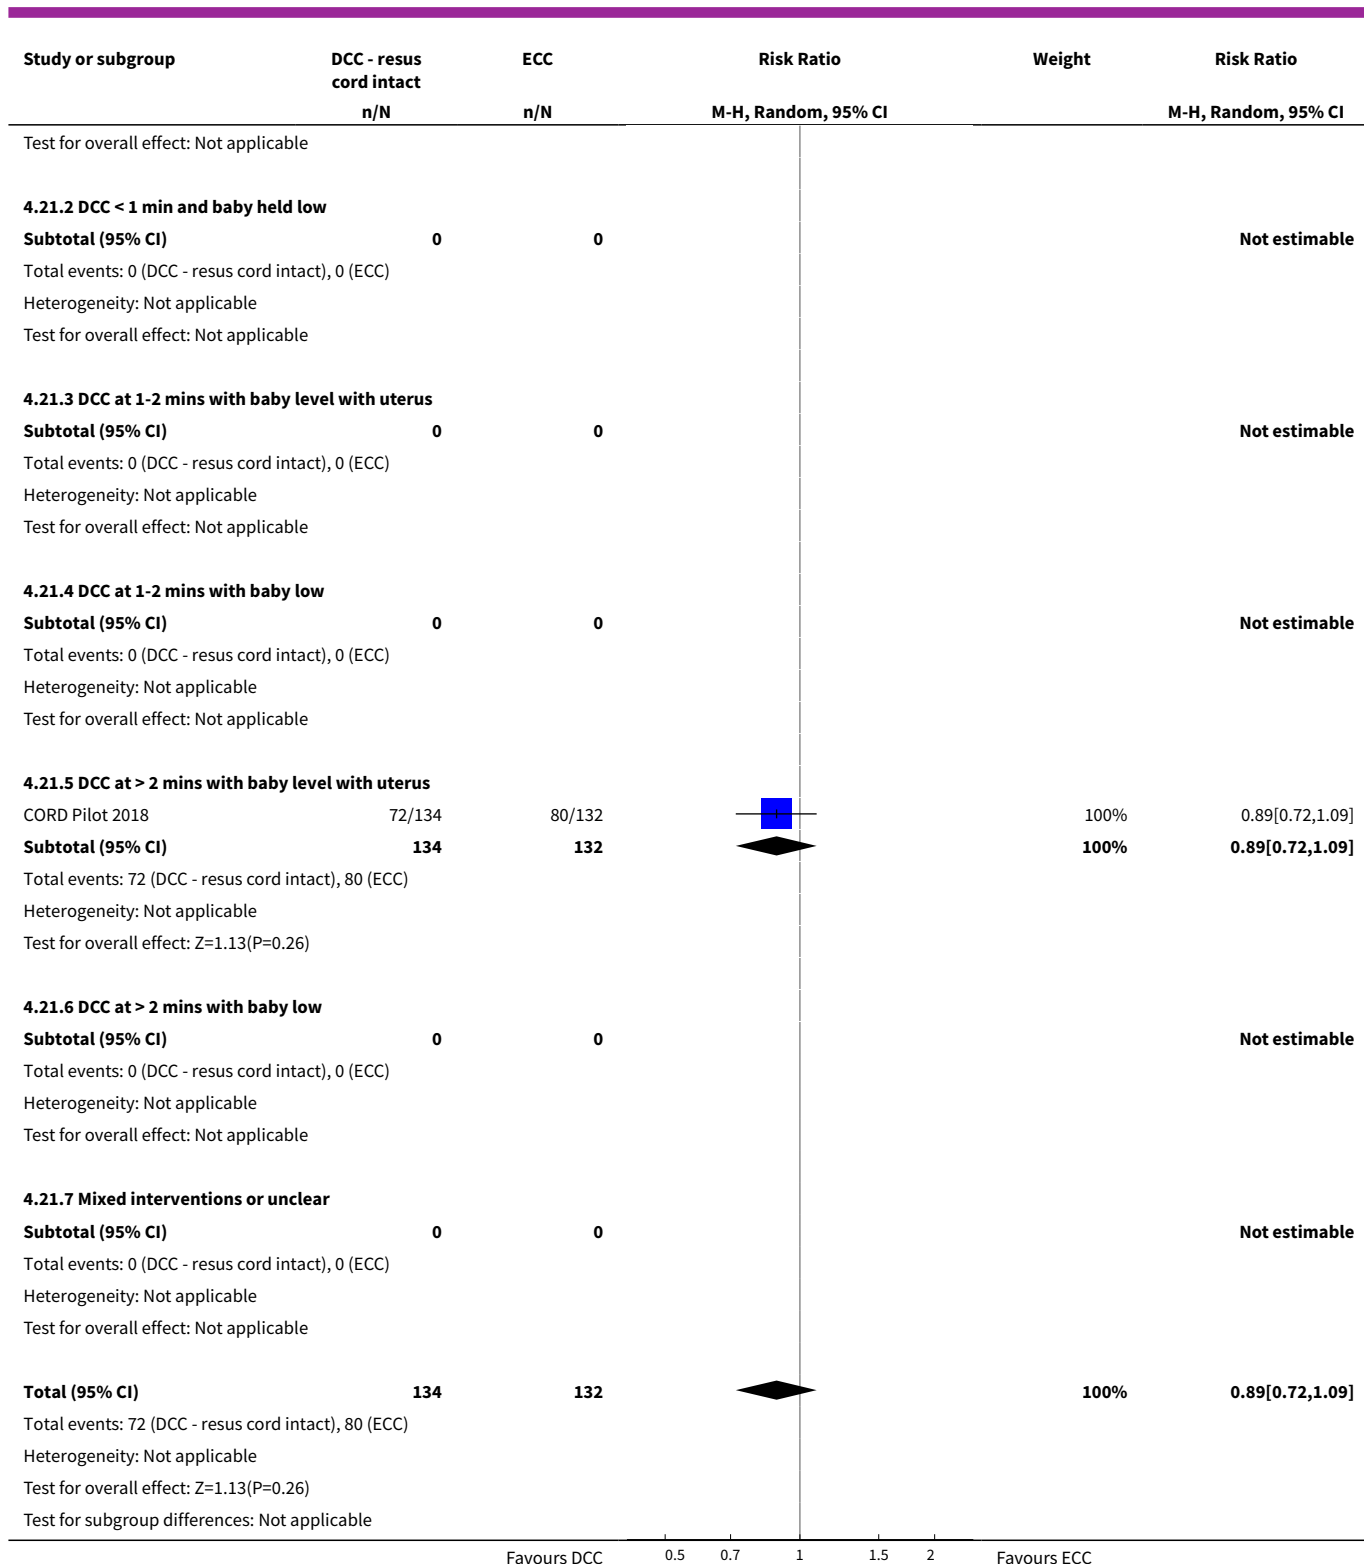 Study or subgroup DCC - resus cord intact ECC Risk Ratio Weight Risk Ratio
n/N n/N M-H, Random, 95% CI M-H, Random, 95% CI
Test for overall effect: Not applicable
4.21.2 DCC < 1 min and baby held low
Subtotal (95% CI) 0 0 Not estimable
Total events: 0 (DCC - resus cord intact), 0 (ECC)
Heterogeneity: Not applicable
Test for overall effect: Not applicable
4.21.3 DCC at 1-2 mins with baby level with uterus
Subtotal (95% CI) 0 0 Not estimable
Total events: 0 (DCC - resus cord intact), 0 (ECC)
Heterogeneity: Not applicable
Test for overall effect: Not applicable
4.21.4 DCC at 1-2 mins with baby low
Subtotal (95% CI) 0 0 Not estimable
Total events: 0 (DCC - resus cord intact), 0 (ECC)
Heterogeneity: Not applicable
Test for overall effect: Not applicable
4.21.5 DCC at > 2 mins with baby level with uterus
CORD Pilot 2018 72/134 80/132 100% 0.89[0.72,1.09]
Subtotal (95% CI) 134 132 100% 0.89[0.72,1.09]
Total events: 72 (DCC - resus cord intact), 80 (ECC)
Heterogeneity: Not applicable
Test for overall effect: Z=1.13(P=0.26)
4.21.6 DCC at > 2 mins with baby low
Subtotal (95% CI) 0 0 Not estimable
Total events: 0 (DCC - resus cord intact), 0 (ECC)
Heterogeneity: Not applicable
Test for overall effect: Not applicable
4.21.7 Mixed interventions or unclear
Subtotal (95% CI) 0 0 Not estimable
Total events: 0 (DCC - resus cord intact), 0 (ECC)
Heterogeneity: Not applicable
Test for overall effect: Not applicable
Total (95% CI) 134 132 100% 0.89[0.72,1.09]
Total events: 72 (DCC - resus cord intact), 80 (ECC)
Heterogeneity: Not applicable
Test for overall effect: Z=1.13(P=0.26)
Test for subgroup differences: Not applicable
Favours DCC 0.5 0.7 1 1.5 2 Favours ECC